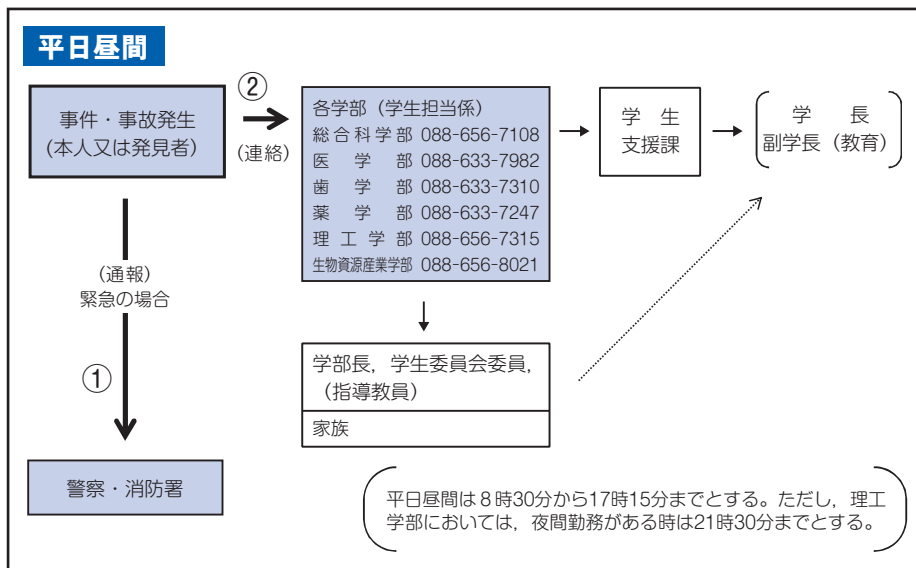 平日昼間
事件・事故発生
(本人又は発見者)
②
(連絡)
各学部（学生担当係）
総合科学部 088-656-7108
医学部 088-633-7982
歯学部 088-633-7310
薬学部 088-633-7247
理工学部 088-656-7315
生物資源産業学部 088-656-8021
学生
支援課
学長
副学長（教育）
(通報)
緊急の場合
①
警察・消防署
学部長，学生委員会委員，
（指導教員）
家族
平日昼間は８時30分から17時15分までとする。ただし，理工
学部においては，夜間勤務がある時は21時30分までとする。